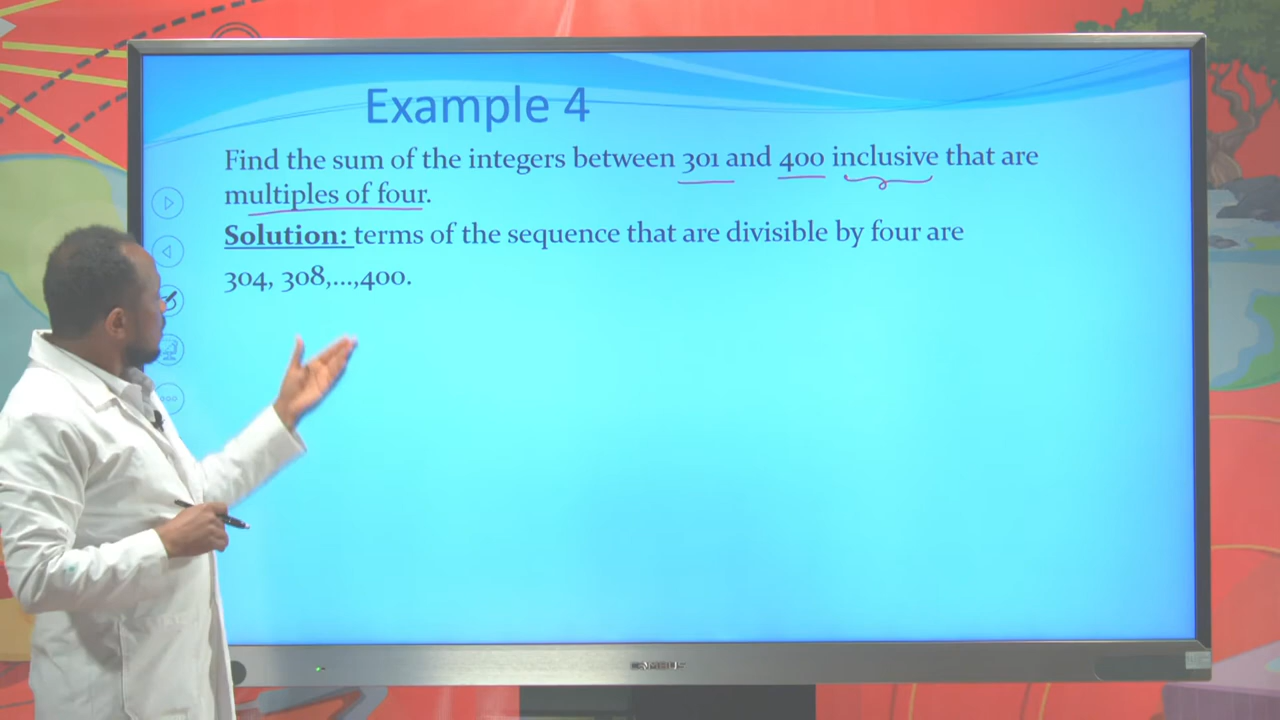 Example 4
Find the sum of the integers between 301 and 400 inclusive that are
multiples of four.
Solution: terms of the sequence that are divisible by four are
304, 308,...,400.